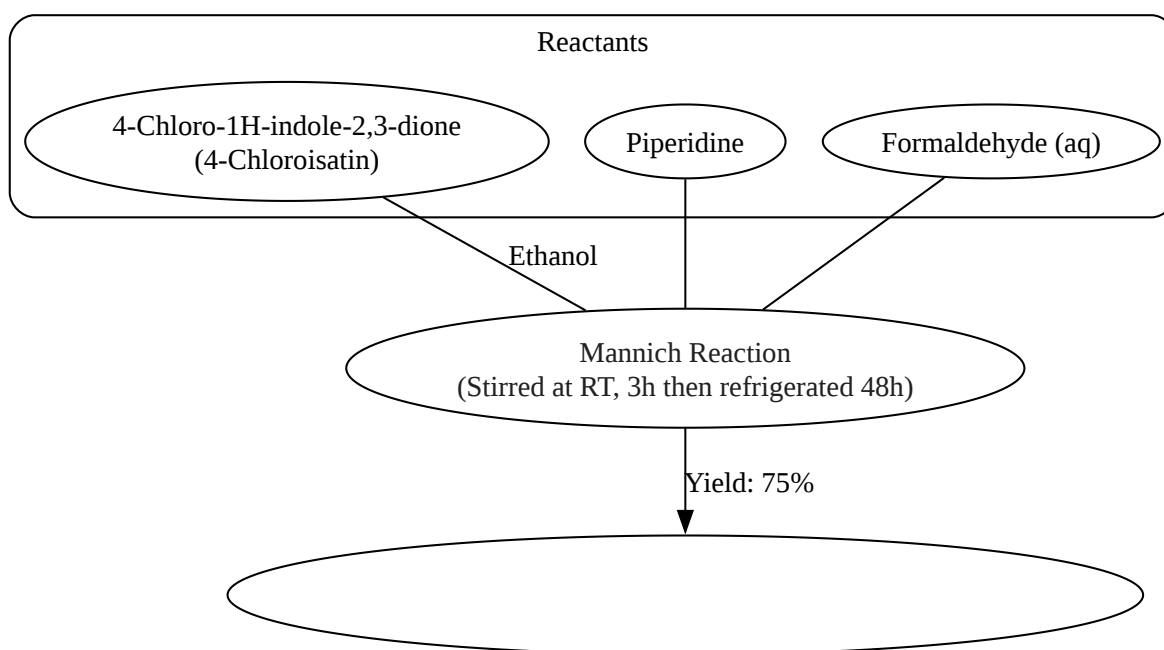 Reactants
4-Chloro-1H-indole-2,3-dione
(4-Chloroisatin)
Piperidine
Formaldehyde (aq)
Ethanol
Mannich Reaction
(Stirred at RT, 3h then refrigerated 48h)
Yield: 75%